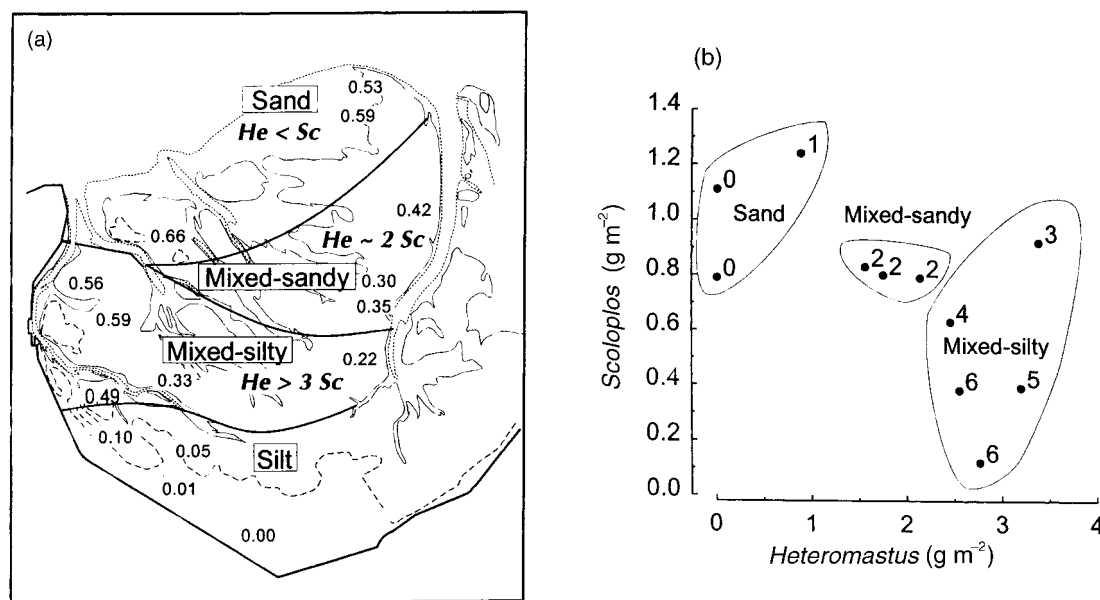 (a)
0.53
Sand
0.59
He < Sc
0.42
0.66
He ~ 2 Sc
Mixed-sandy
0.30
0.56
0.35
0.59
Mixed-silty
0.22
0.33
He > 3 Sc
0.49
0.10
0.05
Silt
0.01
0.00
(b)
1.4
1.2
1.0
0.8
0.6
0.4
0.2
0.0
Scoloplos (g m⁻²)
0
1
Sand
0
Mixed-sandy
2
2
2
3
4
Mixed-silty
6
5
6
0
1
2
3
4
Heteromastus (g m⁻²)